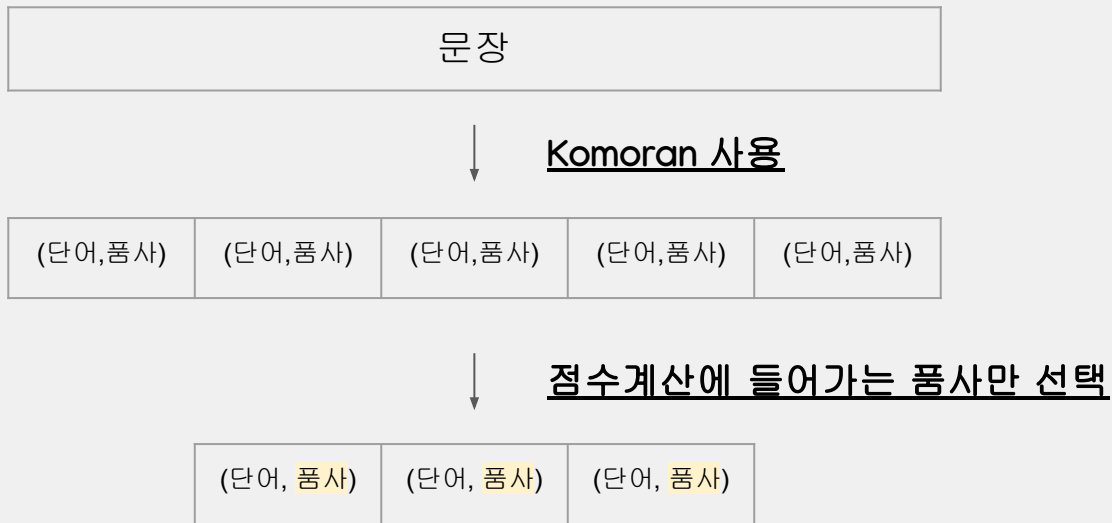 문장
Komoran 사용
(단어,품사) (단어,품사) (단어,품사) (단어,품사) (단어,품사)
점수계산에 들어가는 품사만 선택
(단어, 품사) (단어, 품사) (단어, 품사)